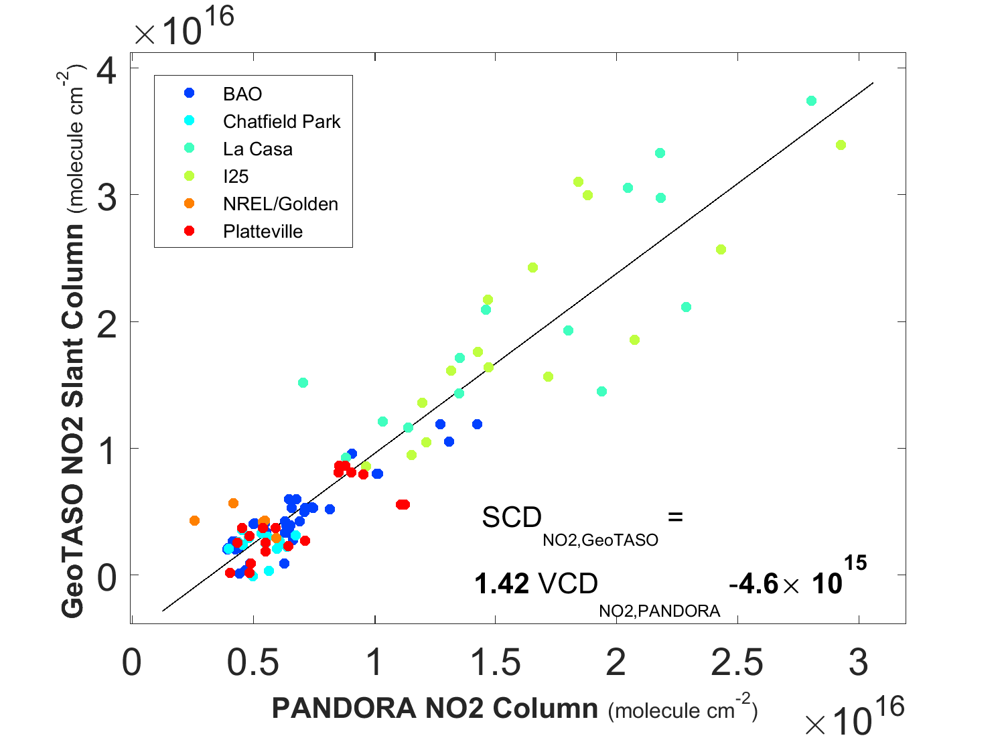 ×10^16
4
3
2
1
0
GeoTASO NO2 Slant Column (molecule cm^-2)
BAO
Chatfield Park
La Casa
I25
NREL/Golden
Platteville
SCD_NO2,GeoTASO =
1.42 VCD_NO2,PANDORA -4.6× 10^15
0 0.5 1 1.5 2 2.5 3
PANDORA NO2 Column (molecule cm^-2)
×10^16